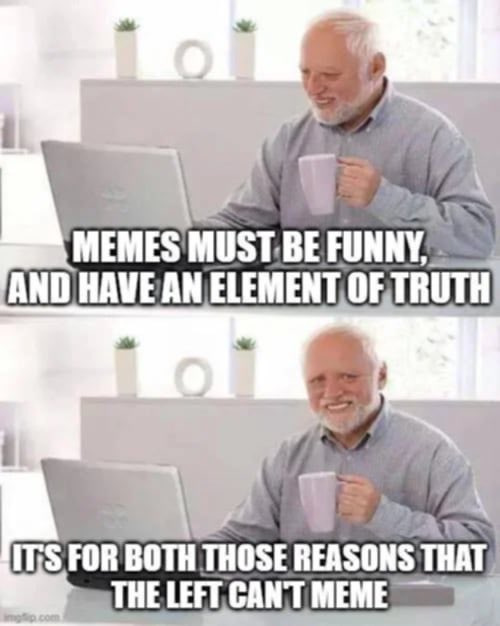 MEMES MUST BE FUNNY,
AND HAVE AN ELEMENT OF TRUTH
IT'S FOR BOTH THOSE REASONS THAT
THE LEFT CAN'T MEME
imgflip.com